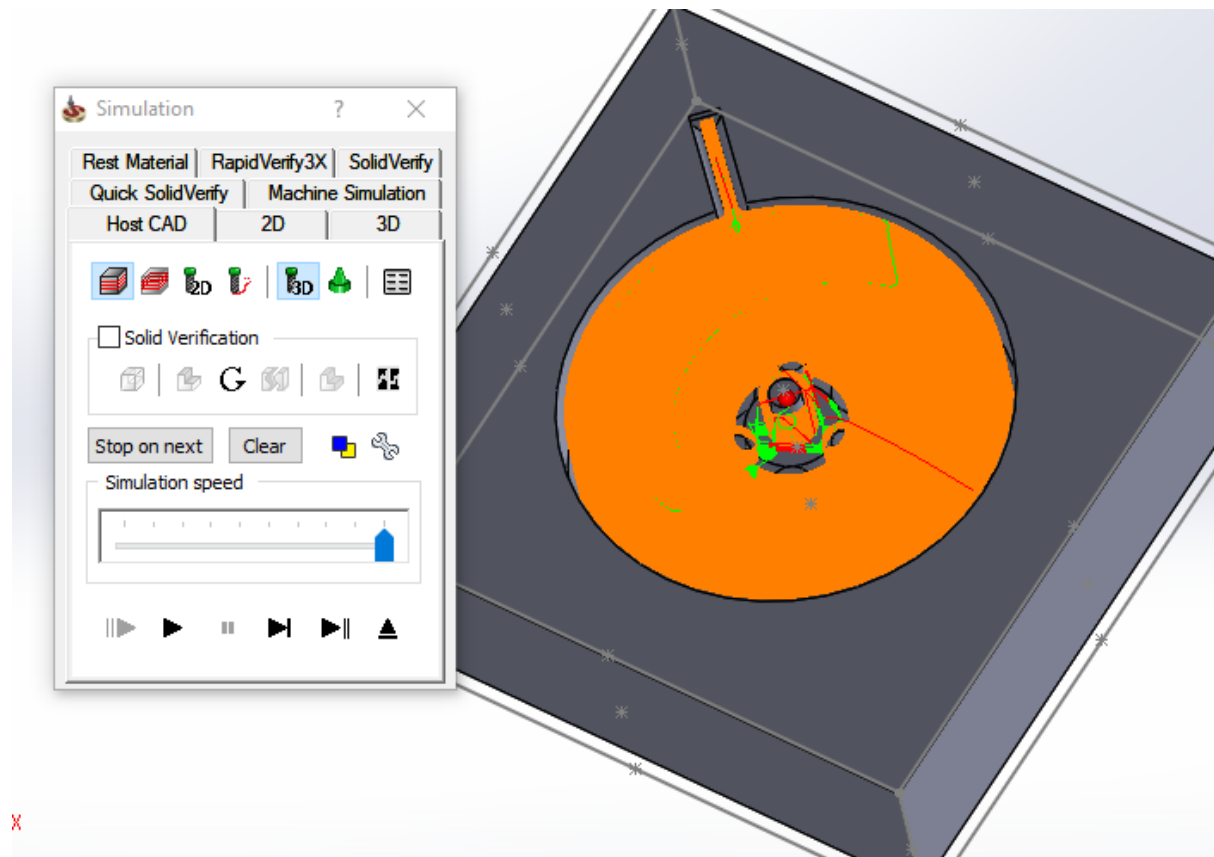 Simulation ?
Rest Material RapidVerify3X SolidVerify
Quick SolidVerify Machine Simulation
Host CAD 2D 3D
2D 3D
Solid Verification
Stop on next Clear
Simulation speed
X